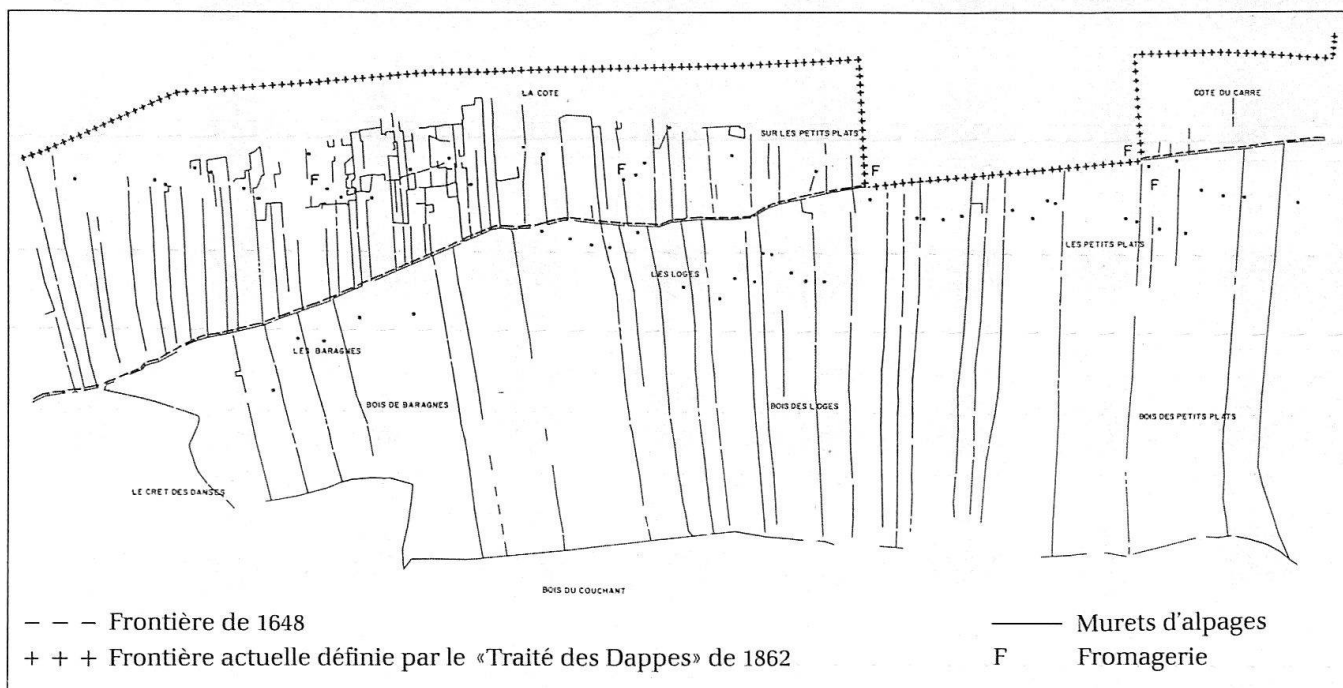 LA COTE
COTE DU CARRE
SUR LES PETITS PLATS
F
F
F
F
F
LES PETITS PLATS
LES LOGES
LES BARAGNES
BOIS DE BARAGNES
BOIS DES LOGES
BOIS DES PETITS PLATS
LE CRET DES DANSES
BOIS DU COUCHANT
– – – Frontière de 1648
+ + + Frontière actuelle définie par le «Traité des Dappes» de 1862
Murets d'alpages
F Fromagerie